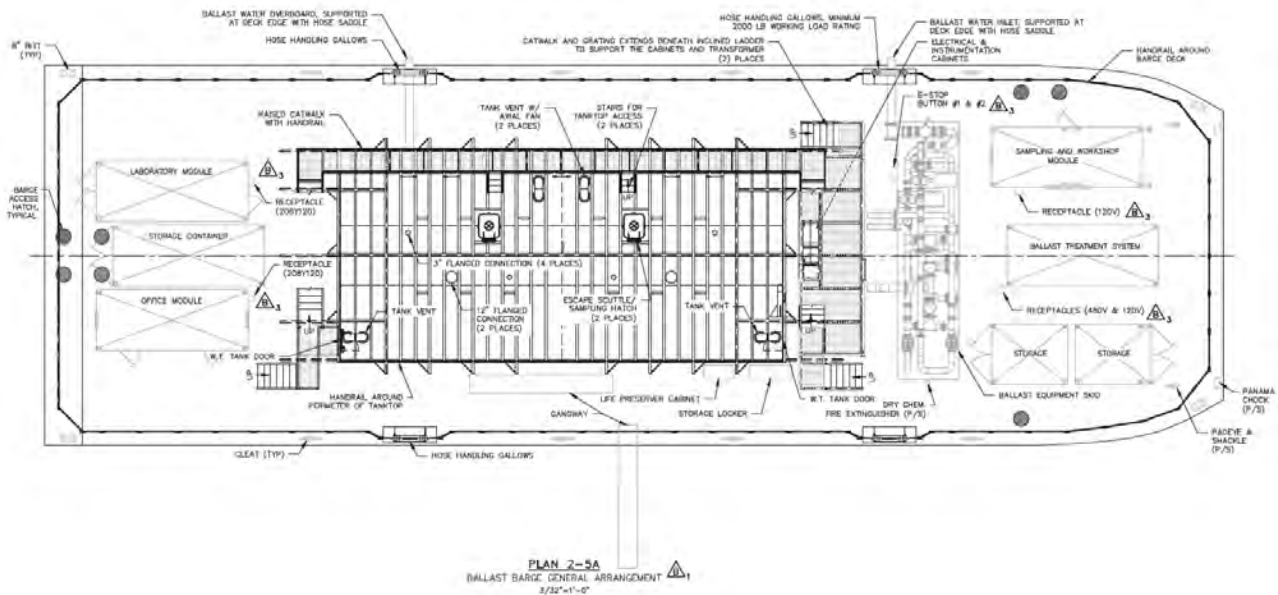 BALLAST WATER OVERBOARD, SUPPORTED
AT DECK EDGE WITH HOSE SADDLE
HOSE HANDLING GALLOWS
8" BITT
(TYP)
HOSE HANDLING GALLOWS, MINIMUM
2000 LB WORKING LOAD RATING
CATWALK AND GRATING EXTENDS BENEATH INCLINED LADDER
TO SUPPORT THE CABINETS AND TRANSFORMER
(2) PLACES
BALLAST WATER INLET, SUPPORTED AT
DECK EDGE WITH HOSE SADDLE
ELECTRICAL &
INSTRUMENTATION
CABINETS
HANDRAIL AROUND
BARGE DECK
E-STOP
BUTTON #1 & #2
B 3
RAISED CATWALK
WITH HANDRAIL
TANK VENT W/
AXIAL FAN
(2 PLACES)
STAIRS FOR
TANKTOP ACCESS
(2 PLACES)
UP
LABORATORY MODULE
B 3
RECEPTACLE
(208Y120)
BARGE
ACCESS
HATCH,
TYPICAL
STORAGE CONTAINER
RECEPTACLE
(208Y120)
B 3
OFFICE MODULE
SAMPLING AND WORKSHOP
MODULE
RECEPTACLE (120V)
B 3
BALLAST TREATMENT SYSTEM
RECEPTACLES (480V & 120V)
B 3
STORAGE
STORAGE
3" FLANGED CONNECTION (4 PLACES)
12" FLANGED
CONNECTION
(2 PLACES)
ESCAPE SCUTTLE/
SAMPLING HATCH
(2 PLACES)
TANK VENT
TANK VENT
UP
UP
W.T. TANK DOOR
HANDRAIL AROUND
PERIMETER OF TANKTOP
LIFE PRESERVER CABINET
GANGWAY
STORAGE LOCKER
W.T. TANK DOOR
DRY CHEM.
FIRE EXTINGUISHER (P/S)
BALLAST EQUIPMENT SKID
PANAMA
CHOCK
(P/S)
PADEYE &
SHACKLE
(P/S)
CLEAT (TYP)
HOSE HANDLING GALLOWS
PLAN 2-5A
BALLAST BARGE GENERAL ARRANGEMENT
1
3/32"=1'-0"